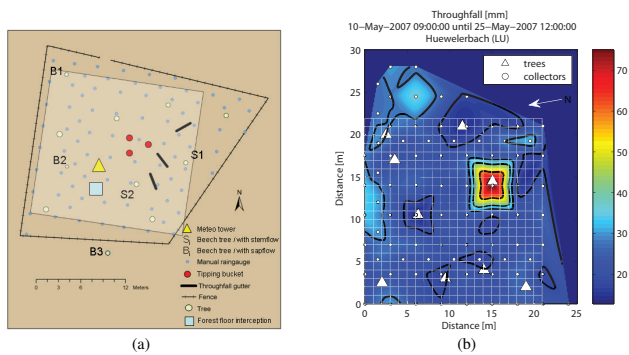 B1
B2
S1
S2
N
B3
Meteo tower
S Beech tree / with stemflow
B Beech tree / with sapflow
Manual raingauge
Tipping bucket
Throughfall gutter
Fence
Tree
Forest floor interception
0 3 6 9 12
Meters
(a)
Throughfall [mm]
10−May−2007 09:00:00 until 25−May−2007 12:00:00
Huewelerbach (LU)
trees
collectors
N
Distance [m]
30
25
20
15
10
5
0
0 5 10 15 20 25
Distance [m]
70
60
50
40
30
20
(b)